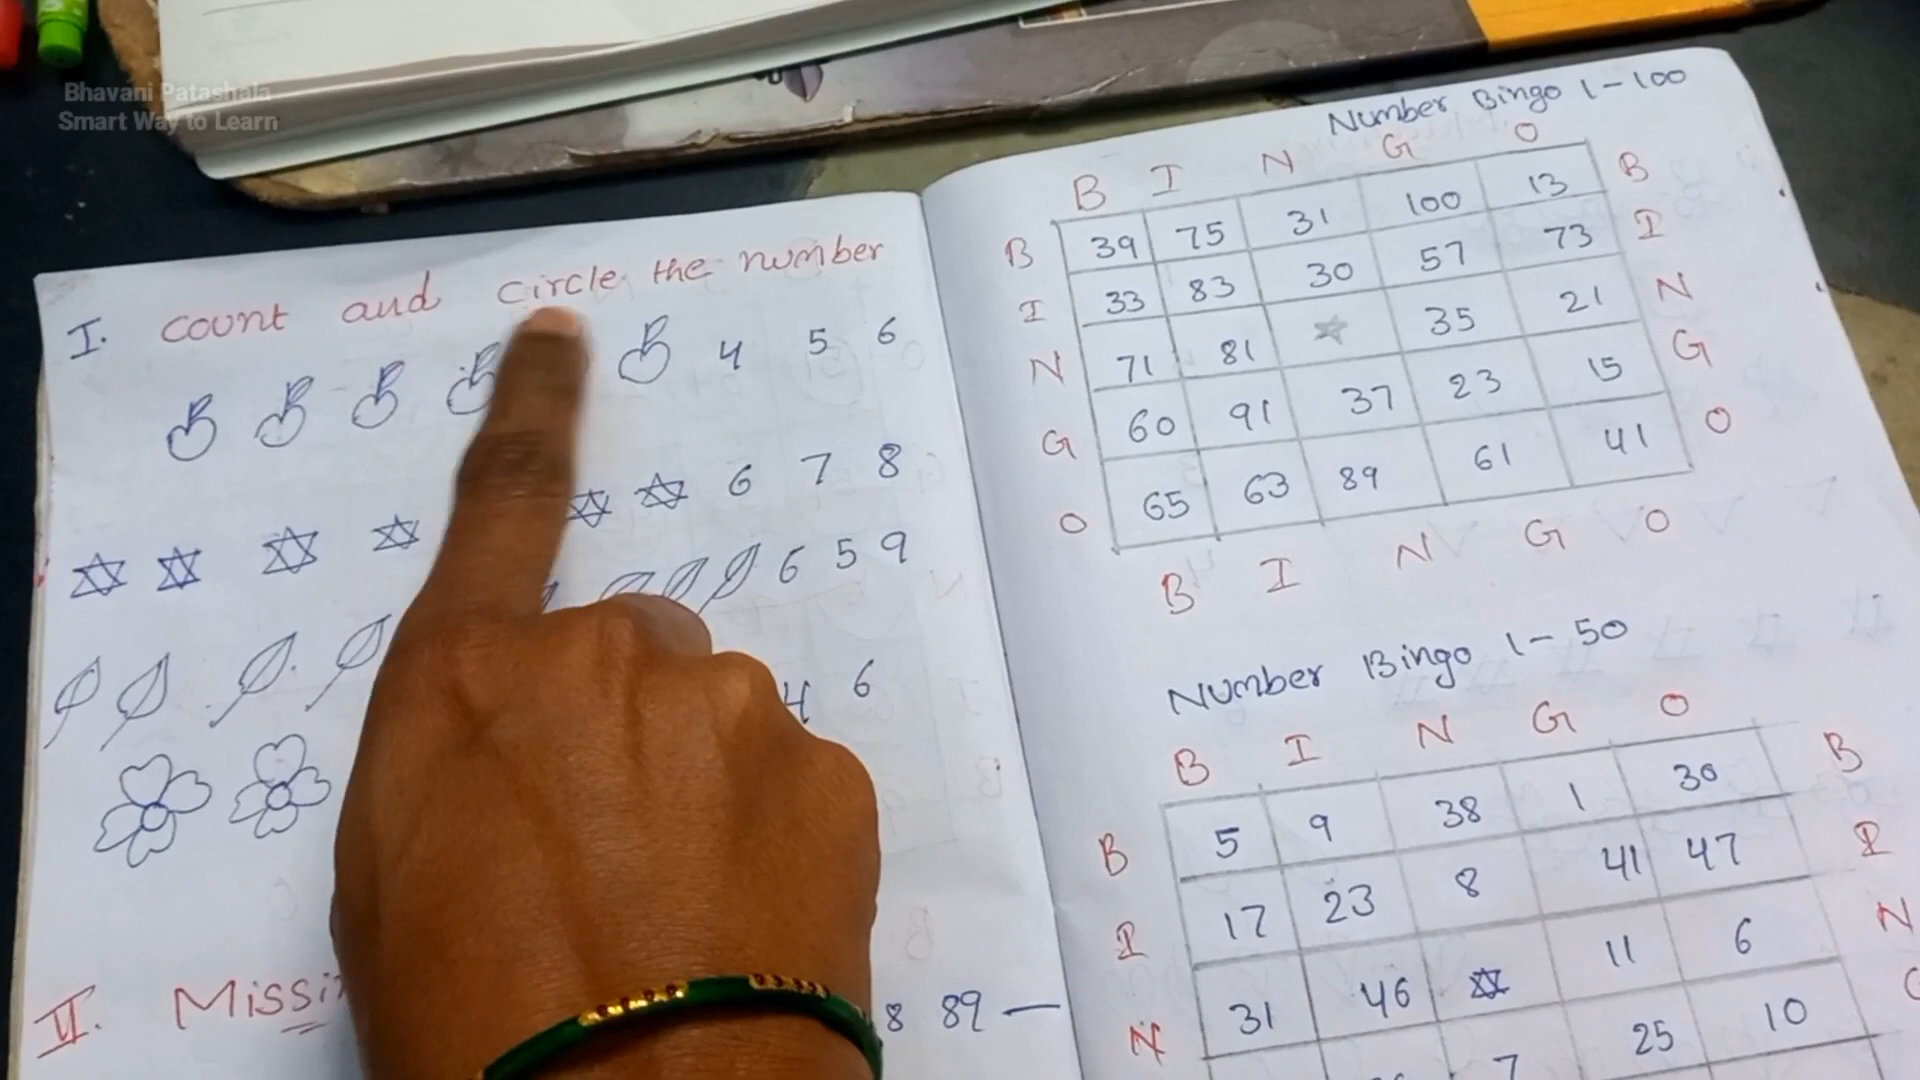 Bhavani Patashala
Smart Way to Learn
I. Count and Circle the number
4 5 6
6 7 8
6 5 9
4 6
II.
89 —
Number Bingo 1-100
B I N G O
B 39 75 31 100 13 B
I 33 83 30 57 73 I
N 71 81 35 21 N
G 60 91 37 23 15 G
O 65 63 89 61 41 O
B I N G O
Number Bingo 1-50
B I N G O
B 5 9 38 1 30 B
I 17 23 8 41 47 I
N 31 46 11 6 N
7 25 10